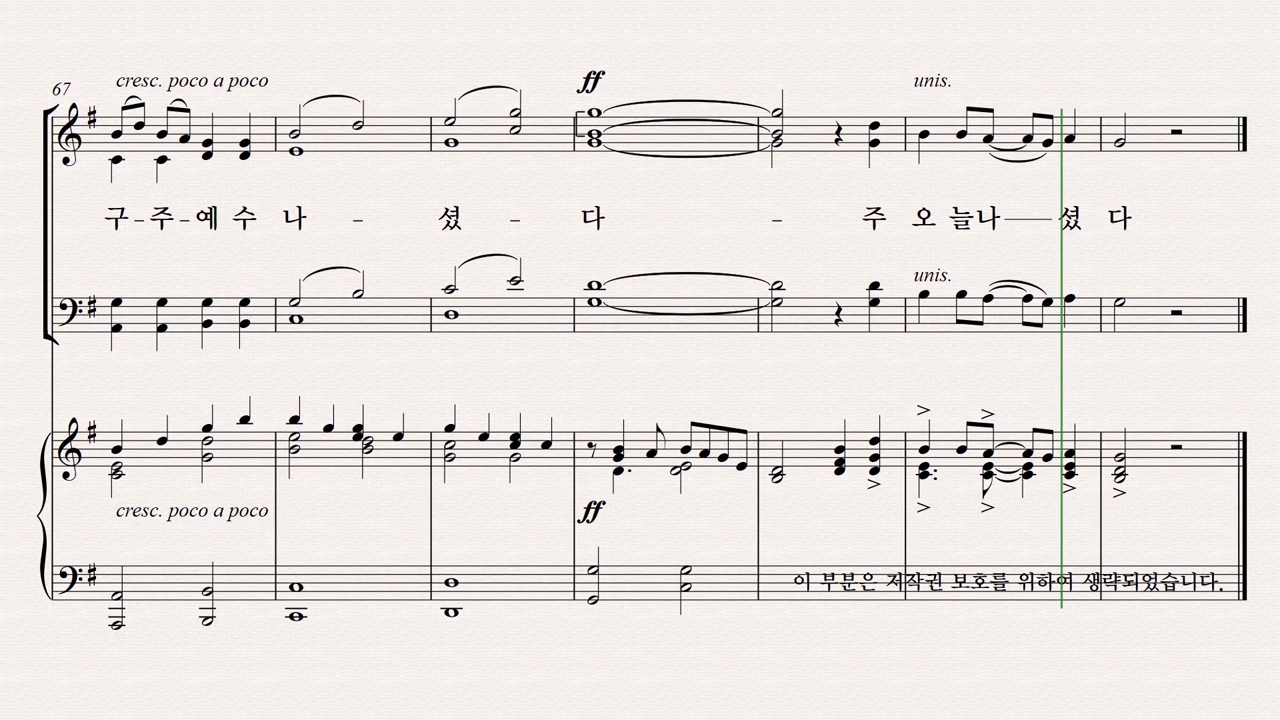 67
cresc. poco a poco
ff
unis.
구-주-예 수 나 - 셨 - 다 - 주 오 늘나 셨 다
unis.
cresc. poco a poco
ff
이 부분은 저작권 보호를 위하여 생략되었습니다.